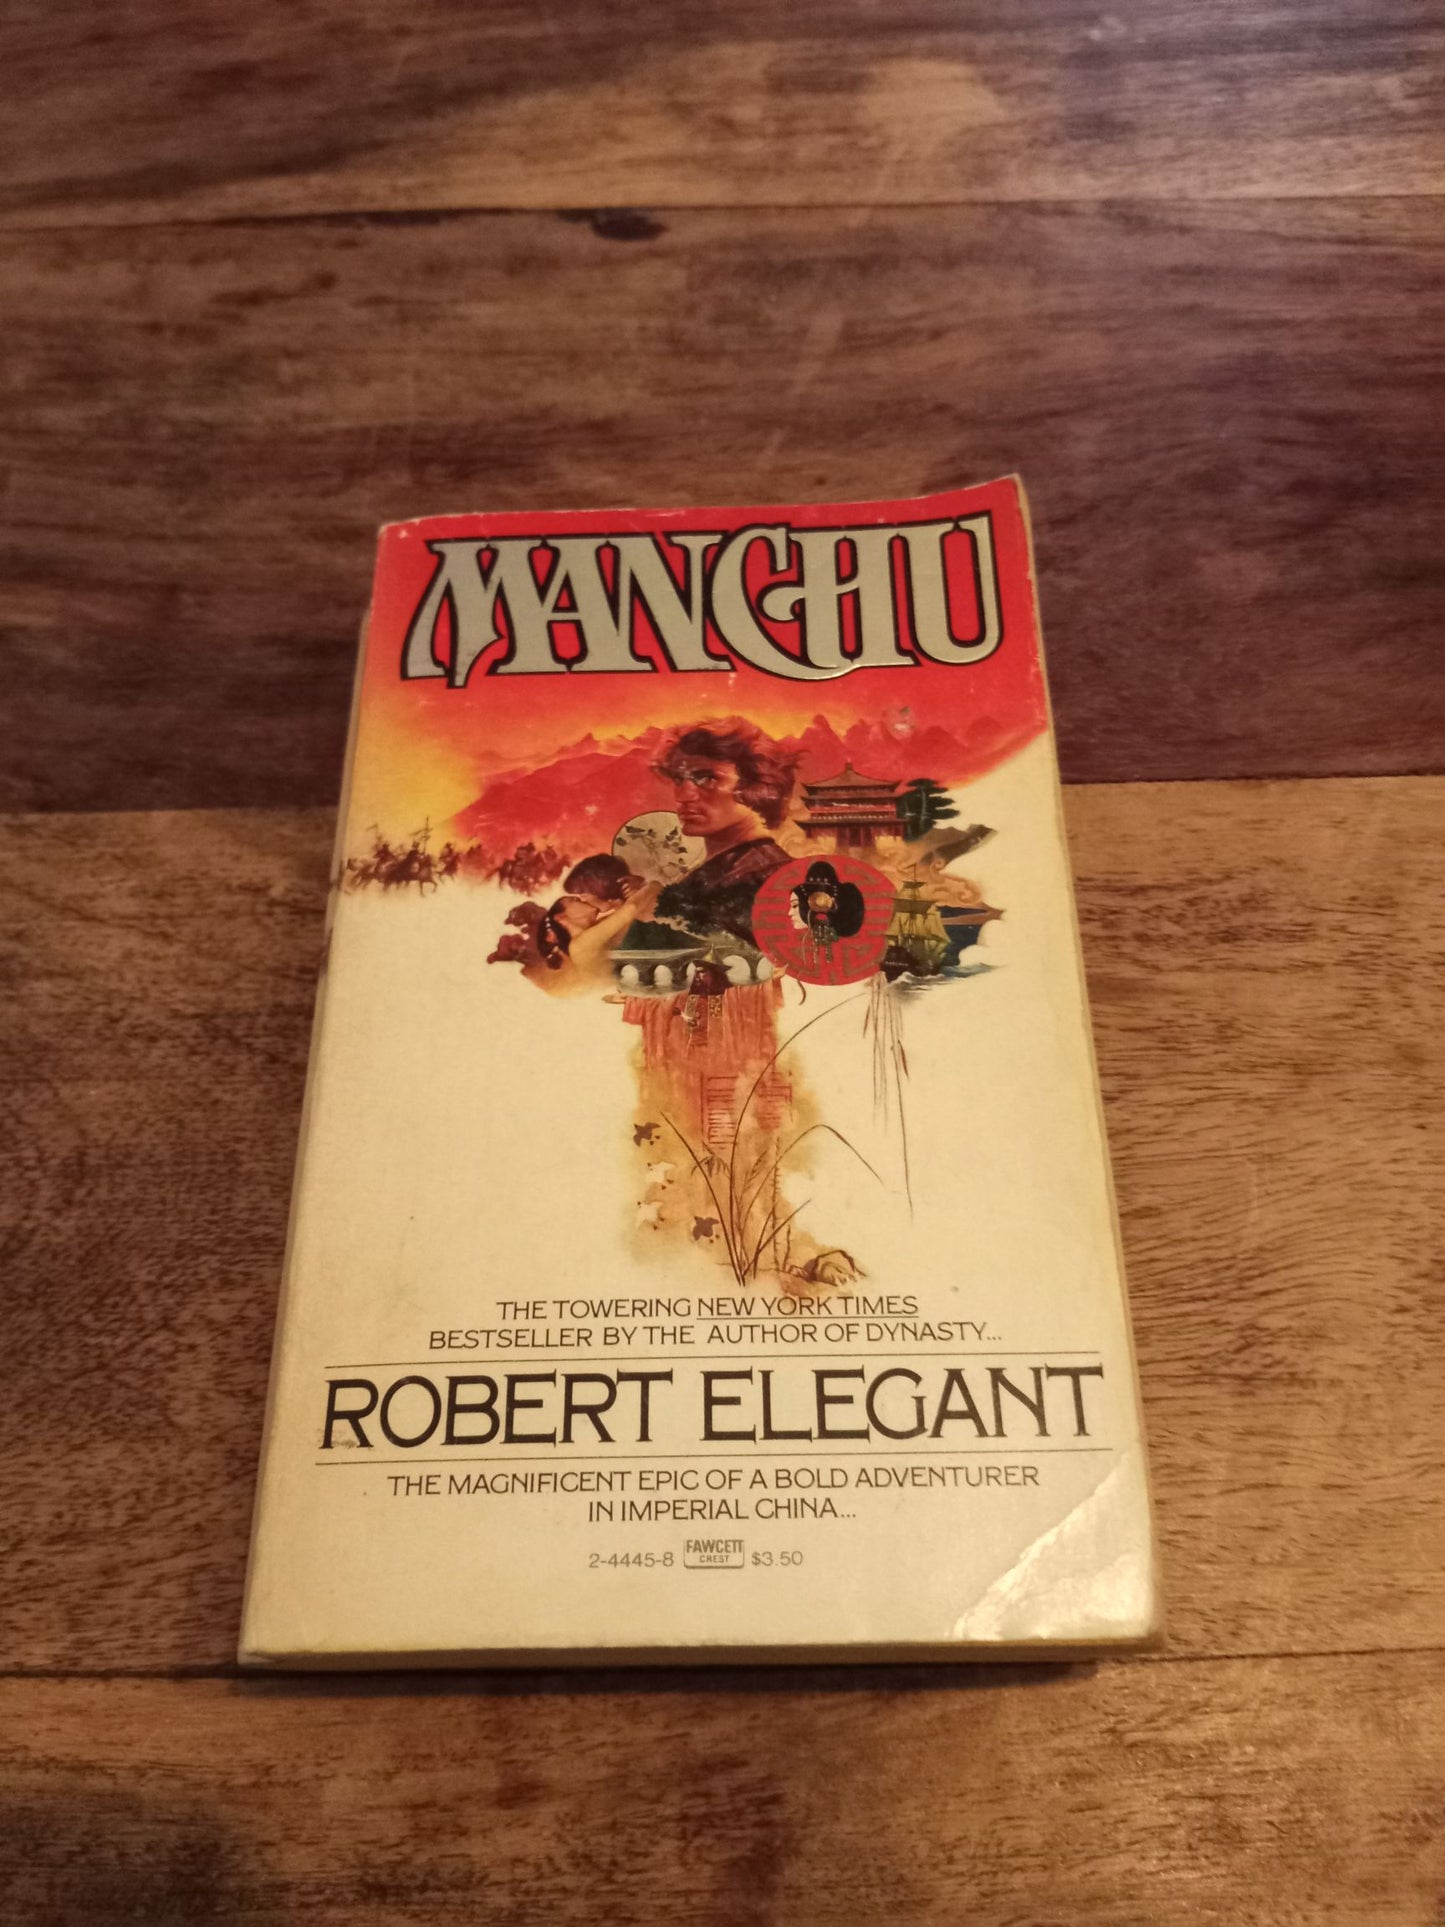 MANCHU
THE TOWERING NEW YORK TIMES
BESTSELLER BY THE AUTHOR OF DYNASTY...
ROBERT ELEGANT
THE MAGNIFICENT EPIC OF A BOLD ADVENTURER
IN IMPERIAL CHINA...
2-4445-8 FAWCETT CREST $3.50